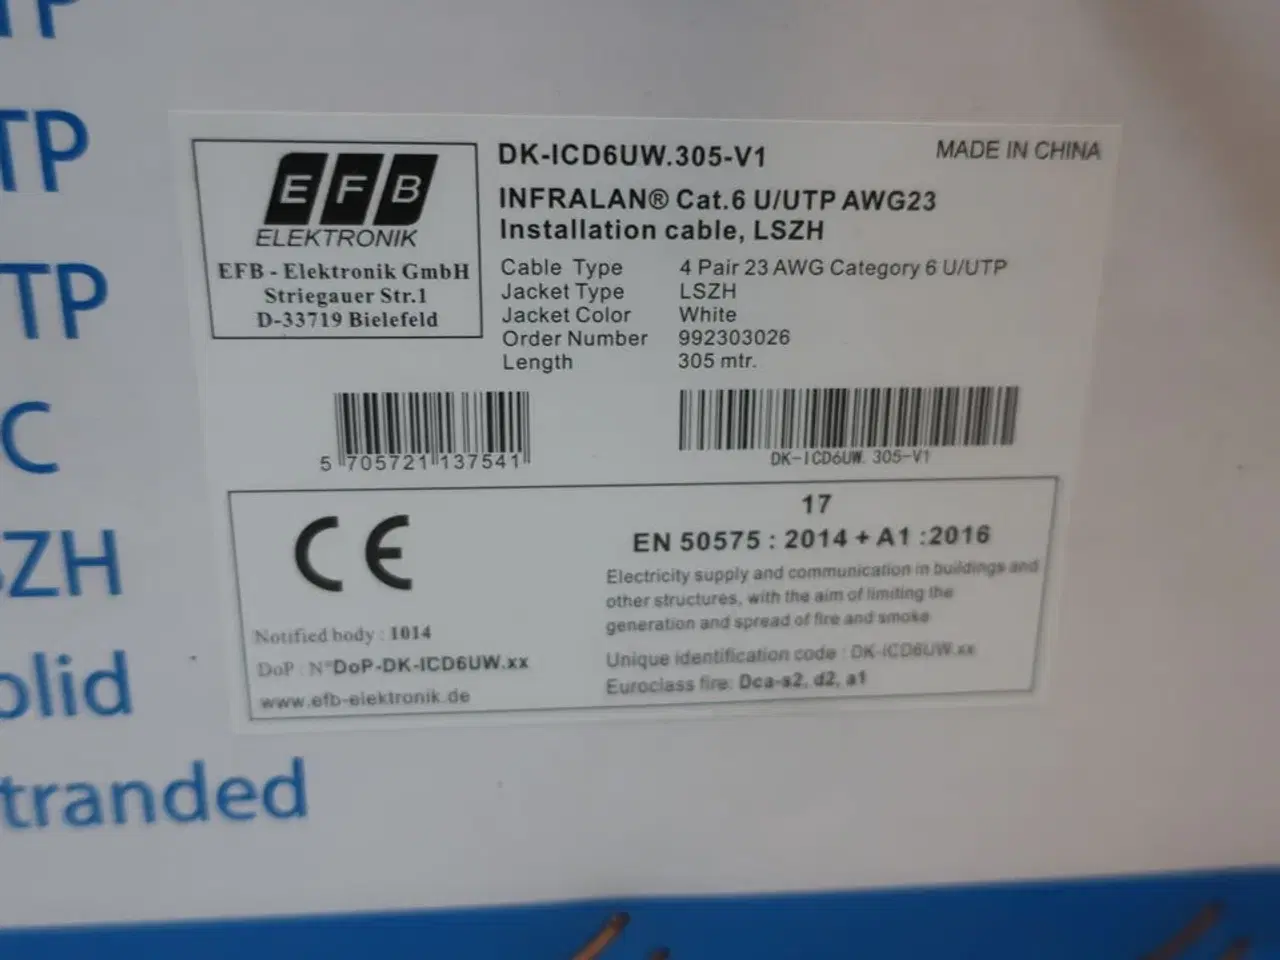 TP
TP
TP
C
SZH
olid
tranded
EFB
ELEKTRONIK
EFB - Elektronik GmbH
Striegauer Str.1
D-33719 Bielefeld
DK-ICD6UW.305-V1
MADE IN CHINA
INFRALAN® Cat.6 U/UTP AWG23
Installation cable, LSZH
Cable Type 4 Pair 23 AWG Category 6 U/UTP
Jacket Type LSZH
Jacket Color White
Order Number 992303026
Length 305 mtr.
5 705721 137541
DK-ICD6UW. 305-V1
CE
Notified body : 1014
DoP : N°DoP-DK-ICD6UW.xx
www.efb-elektronik.de
17
EN 50575 : 2014 + A1 :2016
Electricity supply and communication in buildings and
other structures, with the aim of limiting the
generation and spread of fire and smoke
Unique identification code : DK-ICD6UW.xx
Euroclass fire: Dca-s2, d2, a1